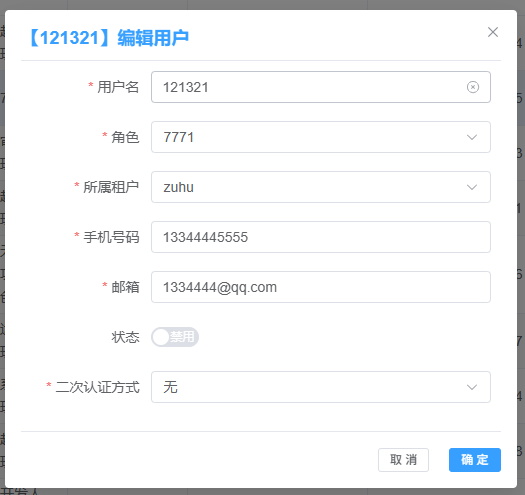 【121321】编辑用户
* 用户名 121321
* 角色 7771
* 所属租户 zuhu
* 手机号码 13344445555
* 邮箱 1334444@qq.com
状态 禁用
* 二次认证方式 无
取 消 确 定